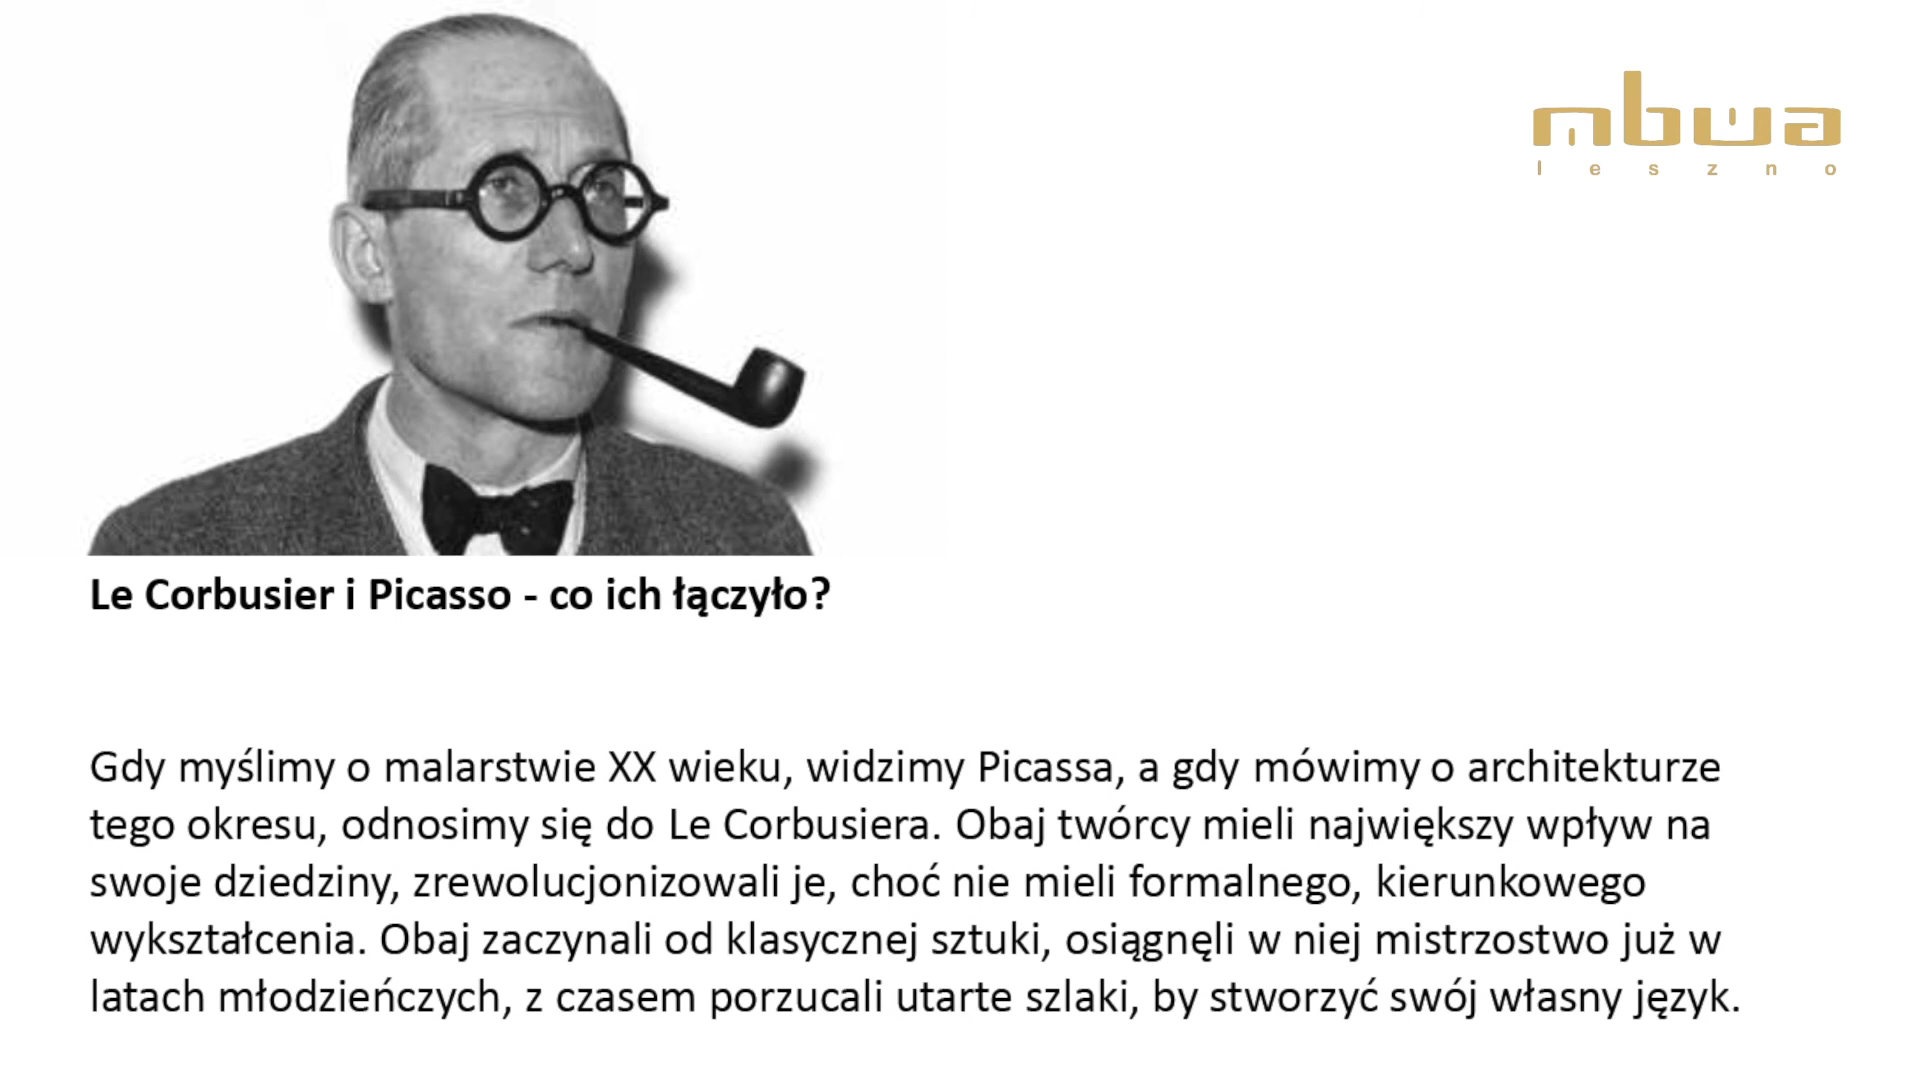 mbwa
leszno
Le Corbusier i Picasso - co ich łączyło?
Gdy myślimy o malarstwie XX wieku, widzimy Picassa, a gdy mówimy o architekturze
tego okresu, odnosimy się do Le Corbusiera. Obaj twórcy mieli największy wpływ na
swoje dziedziny, zrewolucjonizowali je, choć nie mieli formalnego, kierunkowego
wykształcenia. Obaj zaczynali od klasycznej sztuki, osiągnęli w niej mistrzostwo już w
latach młodzieńczych, z czasem porzucali utarte szlaki, by stworzyć swój własny język.